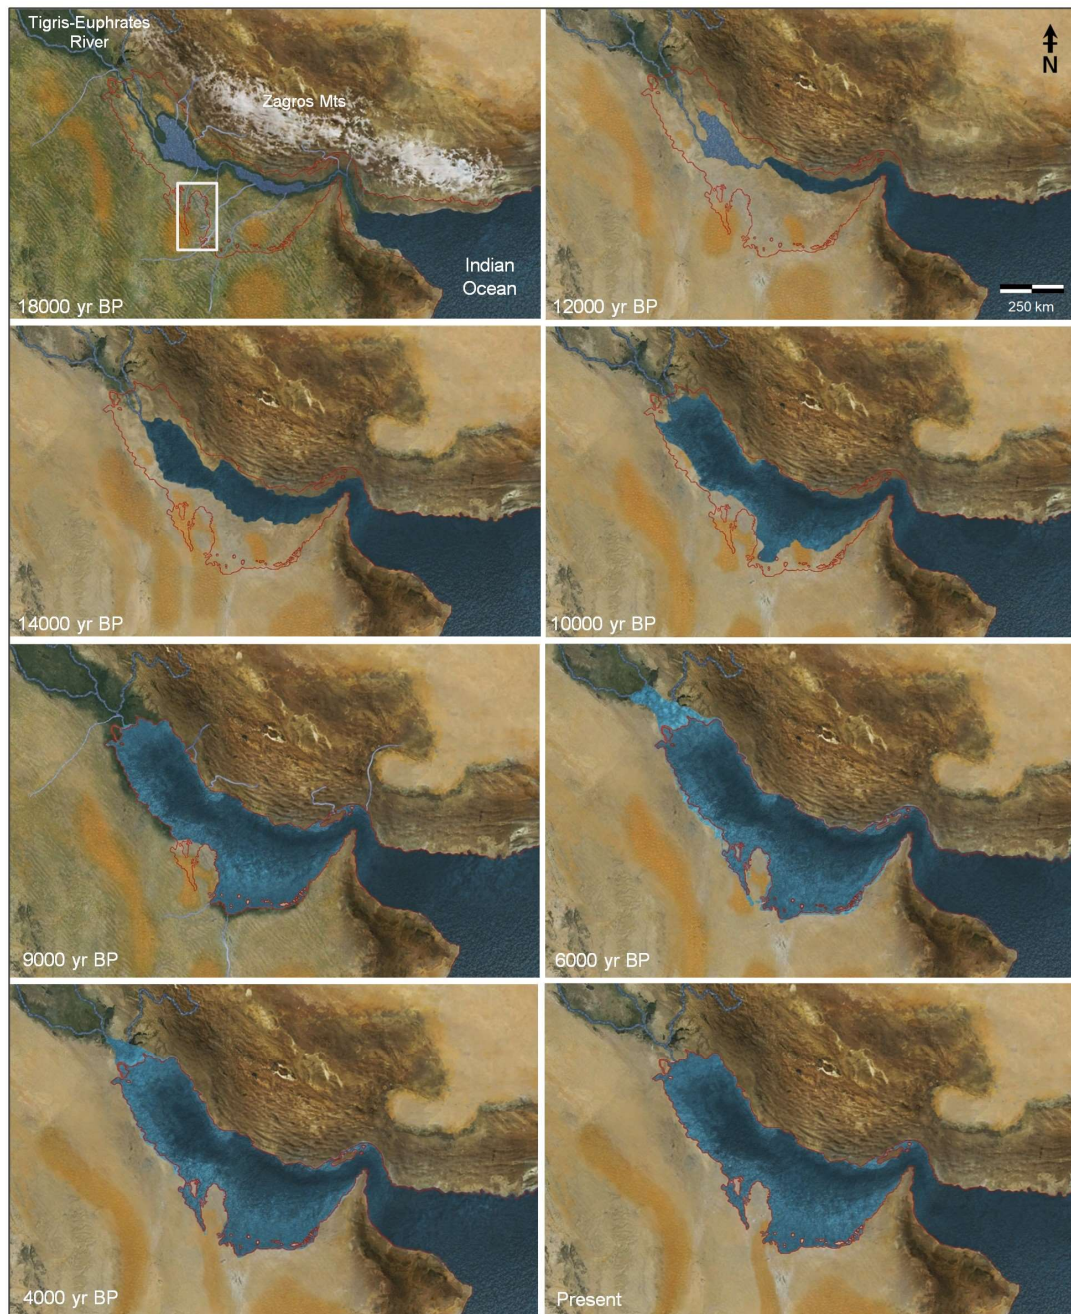 Tigris-Euphrates
River
Zagros Mts
Indian
Ocean
18000 yr BP
N
250 km
12000 yr BP
14000 yr BP
10000 yr BP
9000 yr BP
6000 yr BP
4000 yr BP
Present